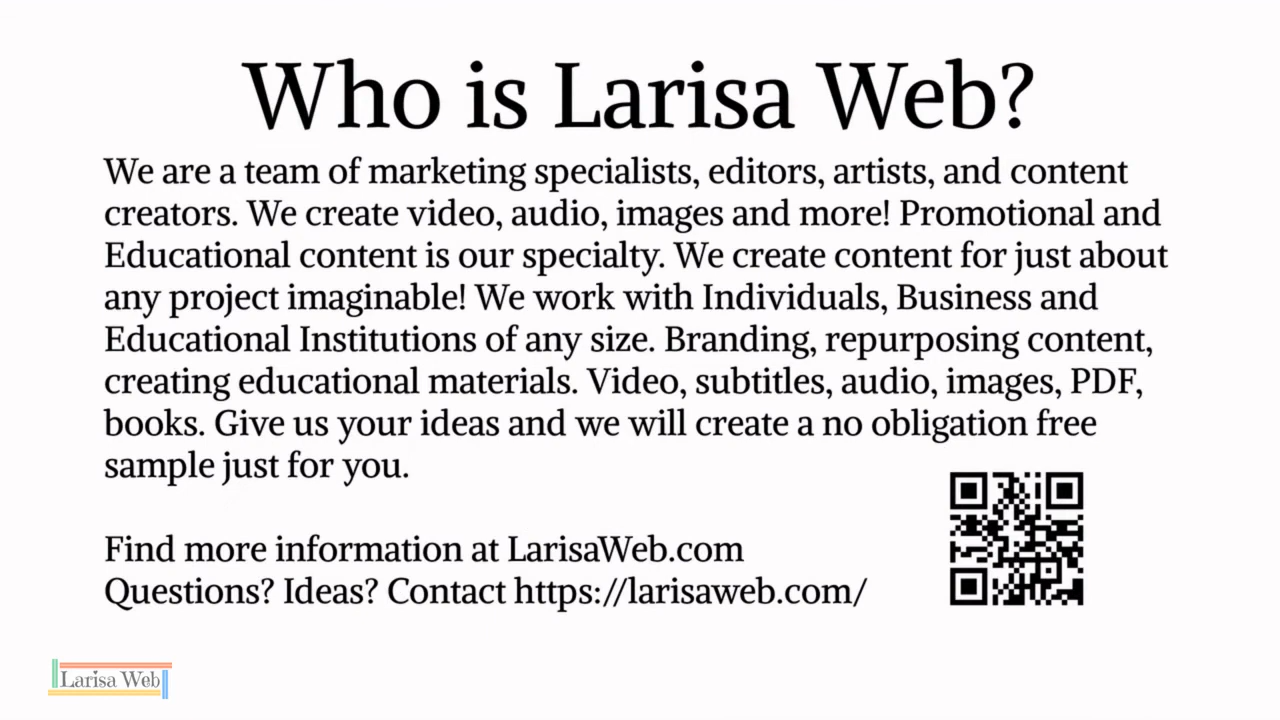 Who is Larisa Web?
We are a team of marketing specialists, editors, artists, and content
creators. We create video, audio, images and more! Promotional and
Educational content is our specialty. We create content for just about
any project imaginable! We work with Individuals, Business and
Educational Institutions of any size. Branding, repurposing content,
creating educational materials. Video, subtitles, audio, images, PDF,
books. Give us your ideas and we will create a no obligation free
sample just for you.
Find more information at LarisaWeb.com
Questions? Ideas? Contact https://larisaweb.com/
Larisa Web